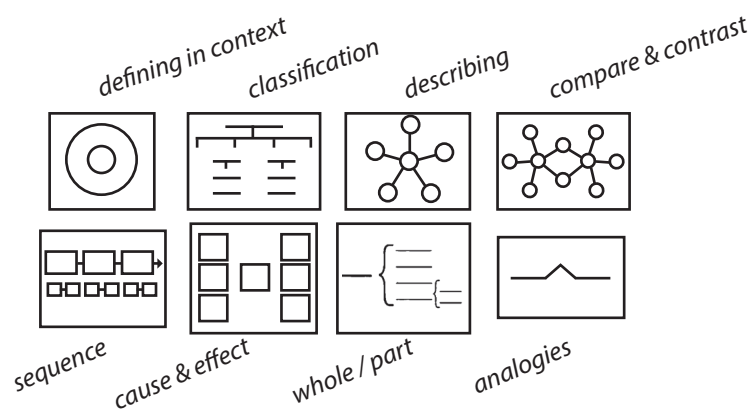 defining in context
classification
describing
compare & contrast
sequence
cause & effect
whole / part
analogies